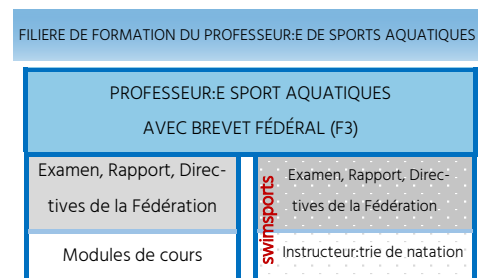 FILIERE DE FORMATION DU PROFESSEUR:E DE SPORTS AQUATIQUES
PROFESSEUR:E SPORT AQUATIQUES
AVEC BREVET FÉDÉRAL (F3)
Examen, Rapport, Direc-
tives de la Fédération
Modules de cours
swimsports
Examen, Rapport, Direc-
tives de la Fédération
Instructeur:trie de natation